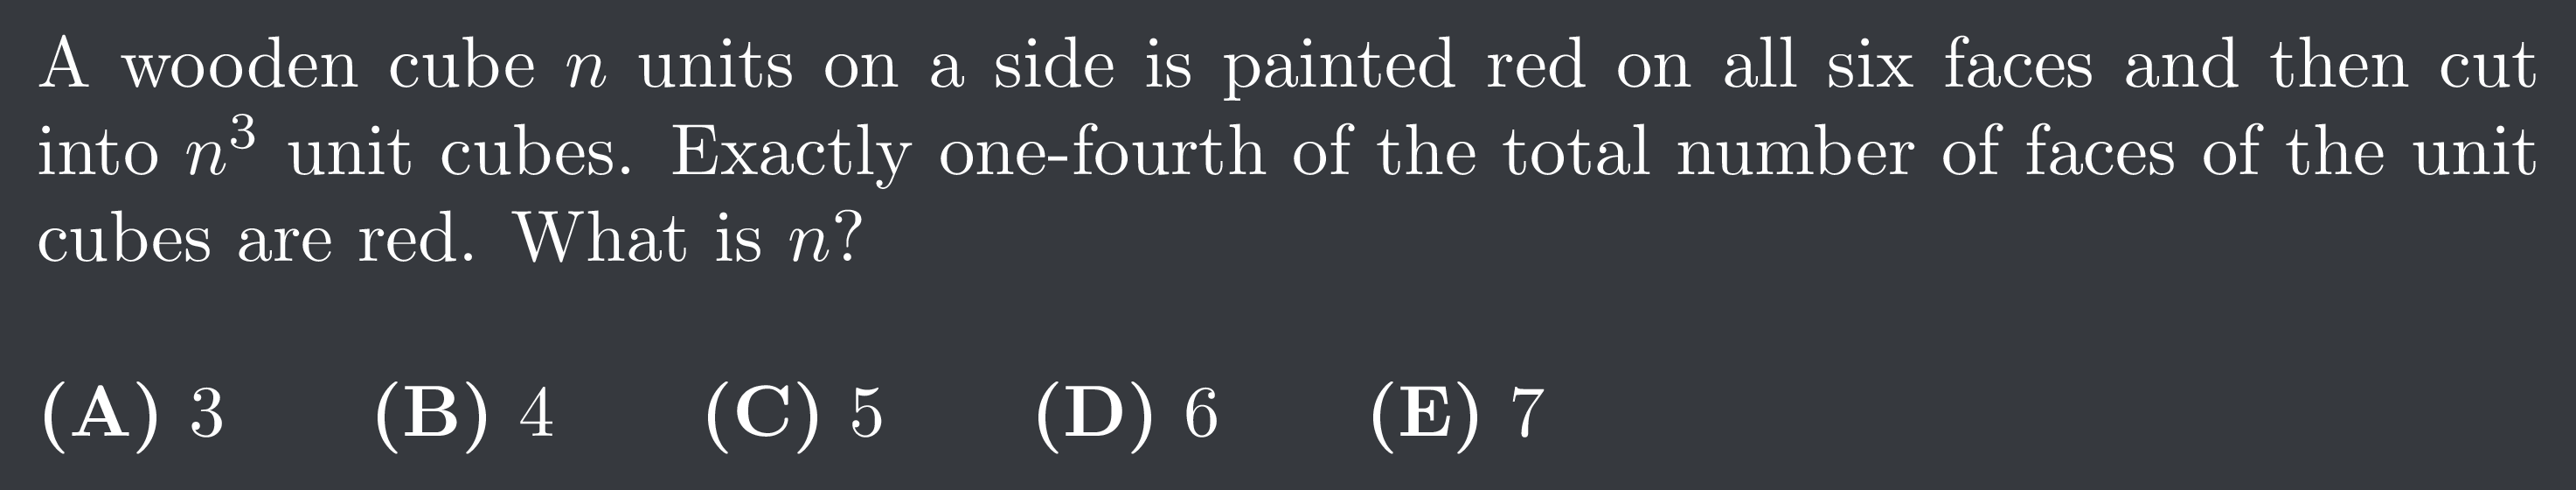 A wooden cube n units on a side is painted red on all six faces and then cut
into n³ unit cubes. Exactly one-fourth of the total number of faces of the unit
cubes are red. What is n?
(A) 3 (B) 4 (C) 5 (D) 6 (E) 7